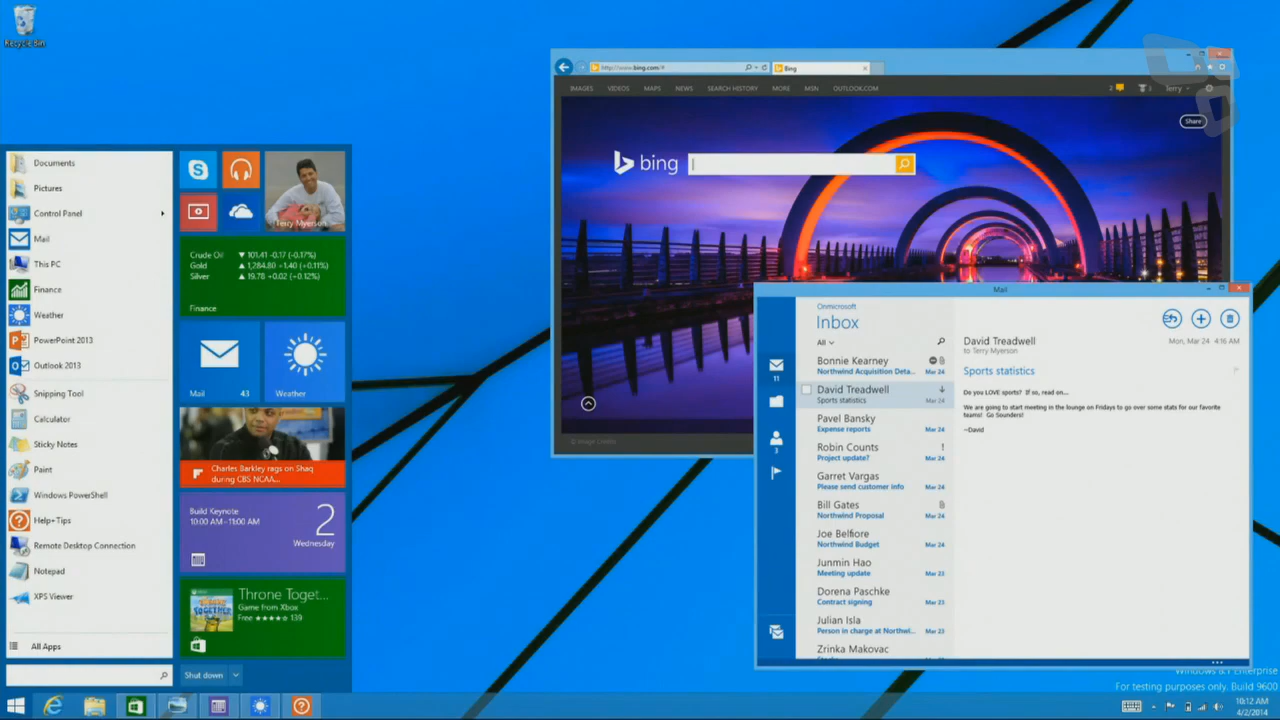 Recycle Bin
Documents
Pictures
Control Panel
Mail
This PC
Finance
Weather
PowerPoint 2013
Outlook 2013
Snipping Tool
Calculator
Sticky Notes
Paint
Windows PowerShell
Help+Tips
Remote Desktop Connection
Notepad
XPS Viewer
All Apps
Terry Myerson
Crude Oil ▼ 101.41 -0.17 (-0.17%)
Gold ▲ 1,284.80 +1.40 (+0.11%)
Silver ▲ 19.78 +0.02 (+0.12%)
Finance
Mail 43
Weather
Charles Barkley rags on Shaq
during CBS NCAA...
Build Keynote
10:00 AM–11:00 AM
2
Wednesday
Throne Toget...
Game from Xbox
Free ★★★★☆ 139
Shut down
http://www.bing.com/
Bing
IMAGES VIDEOS MAPS NEWS SEARCH HISTORY MORE MSN OUTLOOK.COM
2 3 Terry
Share
bing
Mail
Onmicrosoft
Inbox
All
11
3
Bonnie Kearney
Northwind Acquisition Deta... Mar 24
David Treadwell
Sports statistics Mar 24
Pavel Bansky
Expense reports Mar 24
Robin Counts !
Project update? Mar 24
Garret Vargas
Please send customer info Mar 24
Bill Gates
Northwind Proposal Mar 24
Joe Belfiore
Northwind Budget Mar 24
Junmin Hao
Meeting update Mar 23
Dorena Paschke
Contract signing Mar 23
Julian Isla
Person in charge at Northwi... Mar 23
Zrinka Makovac
David Treadwell
to Terry Myerson
Mon, Mar 24 4:16 AM
Sports statistics
Do you LOVE sports? If so, read on...
We are going to start meeting in the lounge on Fridays to go over some stats for our favorite
teams! Go Sounders!
~David
Windows 8.1 Enterprise
For testing purposes only. Build 9600
10:12 AM
4/2/2014